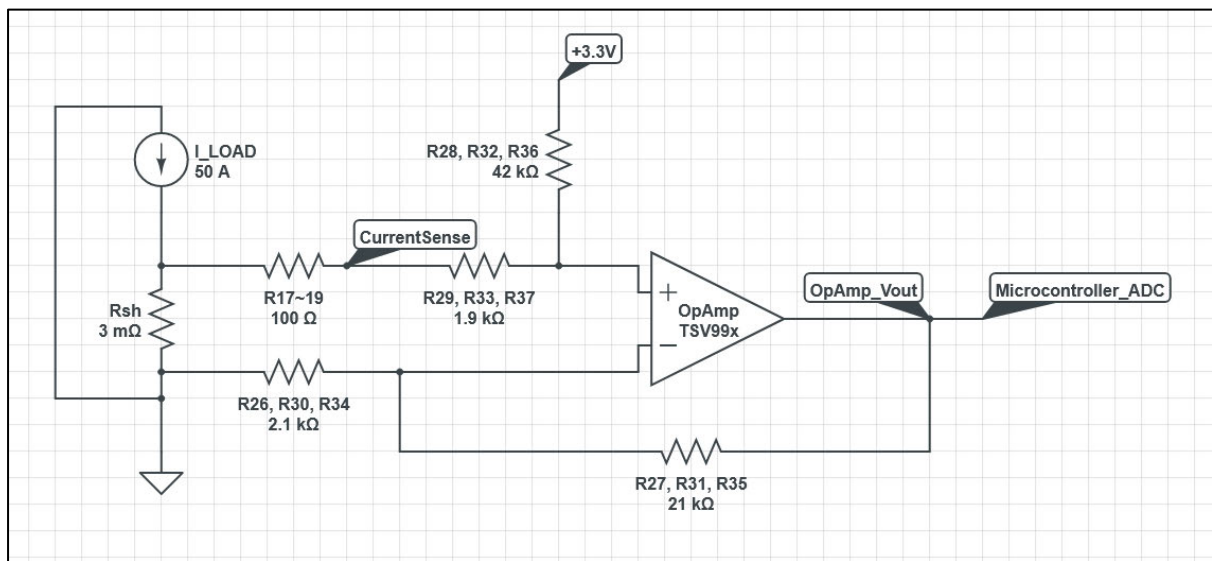 +3.3V
I_LOAD
50 A
R28, R32, R36
42 kΩ
CurrentSense
R17~19
100 Ω
R29, R33, R37
1.9 kΩ
Rsh
3 mΩ
+
OpAmp
TSV99x
−
OpAmp_Vout
Microcontroller_ADC
R26, R30, R34
2.1 kΩ
R27, R31, R35
21 kΩ